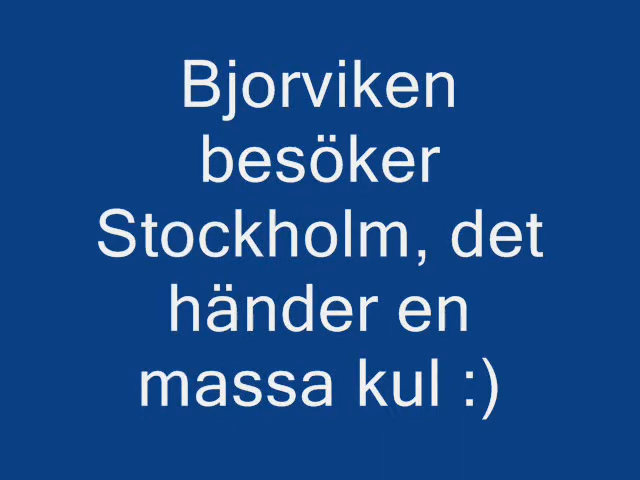 Bjorviken
besöker
Stockholm, det
händer en
massa kul :)